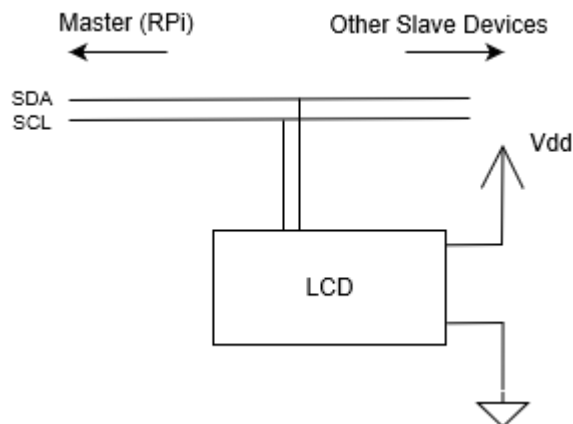 Master (RPi)
Other Slave Devices
SDA
SCL
Vdd
LCD